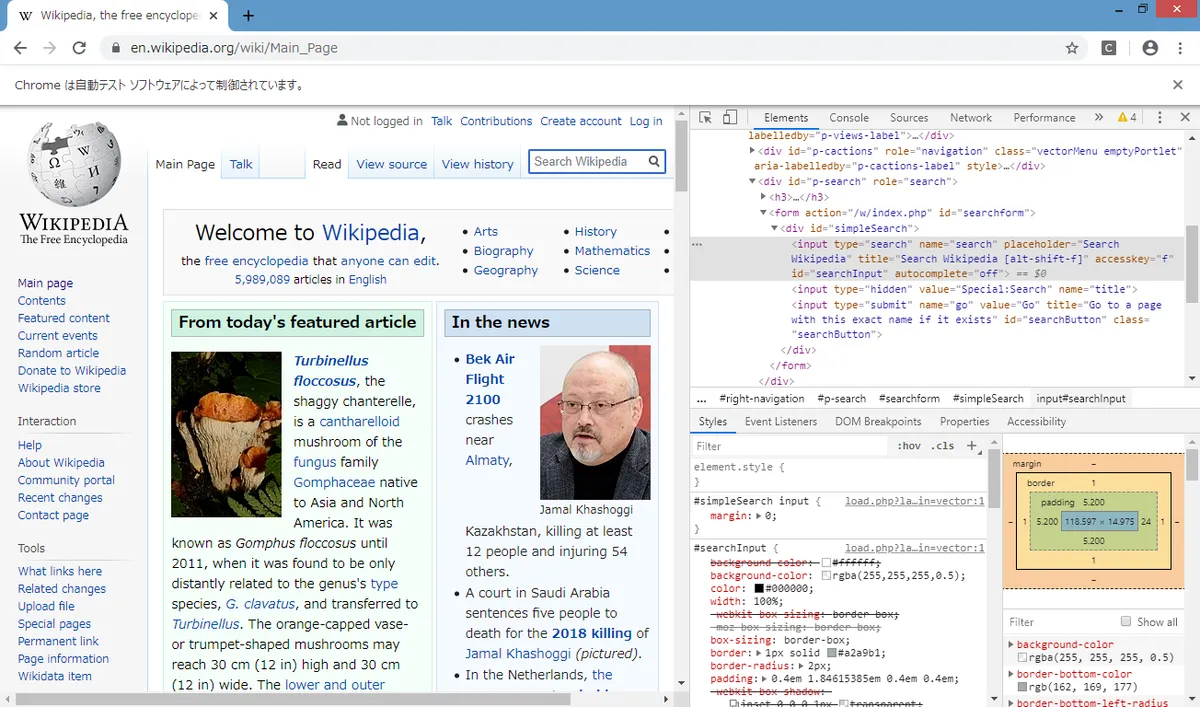 Wikipedia, the free encyclope
en.wikipedia.org/wiki/Main_Page
C
Chrome は自動テスト ソフトウェアによって制御されています。
Not logged in Talk Contributions Create account Log in
Main Page Talk Read View source View history Search Wikipedia
WIKIPEDIA
The Free Encyclopedia
Main page
Contents
Featured content
Current events
Random article
Donate to Wikipedia
Wikipedia store
Interaction
Help
About Wikipedia
Community portal
Recent changes
Contact page
Tools
What links here
Related changes
Upload file
Special pages
Permanent link
Page information
Wikidata item
Welcome to Wikipedia,
the free encyclopedia that anyone can edit.
5,989,089 articles in English
• Arts
• Biography
• Geography
• History
• Mathematics
• Science
From today's featured article
Turbinellus
floccosus, the
shaggy chanterelle,
is a cantharelloid
mushroom of the
fungus family
Gomphaceae native
to Asia and North
America. It was
known as Gomphus floccosus until
2011, when it was found to be only
distantly related to the genus's type
species, G. clavatus, and transferred to
Turbinellus. The orange-capped vase-
or trumpet-shaped mushrooms may
reach 30 cm (12 in) high and 30 cm
(12 in) wide. The lower and outer
In the news
• Bek Air
Flight
2100
crashes
near
Almaty,
Jamal Khashoggi
Kazakhstan, killing at least
12 people and injuring 54
others.
• A court in Saudi Arabia
sentences five people to
death for the 2018 killing of
Jamal Khashoggi (pictured).
• In the Netherlands, the
Elements Console Sources Network Performance » 4
labelledby="p-views-label">…</div>
<div id="p-cactions" role="navigation" class="vectorMenu emptyPortlet"
aria-labelledby="p-cactions-label" style>…</div>
<div id="p-search" role="search">
<h3>…</h3>
<form action="/w/index.php" id="searchform">
<div id="simpleSearch">
<input type="search" name="search" placeholder="Search
Wikipedia" title="Search Wikipedia [alt-shift-f]" accesskey="f"
id="searchInput" autocomplete="off"> == $0
<input type="hidden" value="Special:Search" name="title">
<input type="submit" name="go" value="Go" title="Go to a page
with this exact name if it exists" id="searchButton" class=
"searchButton">
</div>
</form>
</div>
... #right-navigation #p-search #searchform #simpleSearch input#searchInput
Styles Event Listeners DOM Breakpoints Properties Accessibility
Filter :hov .cls +
element.style {
}
#simpleSearch input { load.php?la…in=vector:1
margin: 0;
}
#searchInput { load.php?la…in=vector:1
background-color: #ffffff;
background-color: rgba(255,255,255,0.5);
color: #000000;
width: 100%;
-webkit-box-sizing: border-box;
-moz-box-sizing: border-box;
box-sizing: border-box;
border: 1px solid #a2a9b1;
border-radius: 2px;
padding: 0.4em 1.84615385em 0.4em 0.4em;
-webkit-box-shadow:
inset 0 0 0 1px transparent;
margin –
border 1
padding 5.200
– 1 5.200 118.597 × 14.975 24 1 –
5.200
1
–
Filter Show all
background-color
rgba(255, 255, 255, 0.5)
border-bottom-color
rgb(162, 169, 177)
border-bottom-left-radius